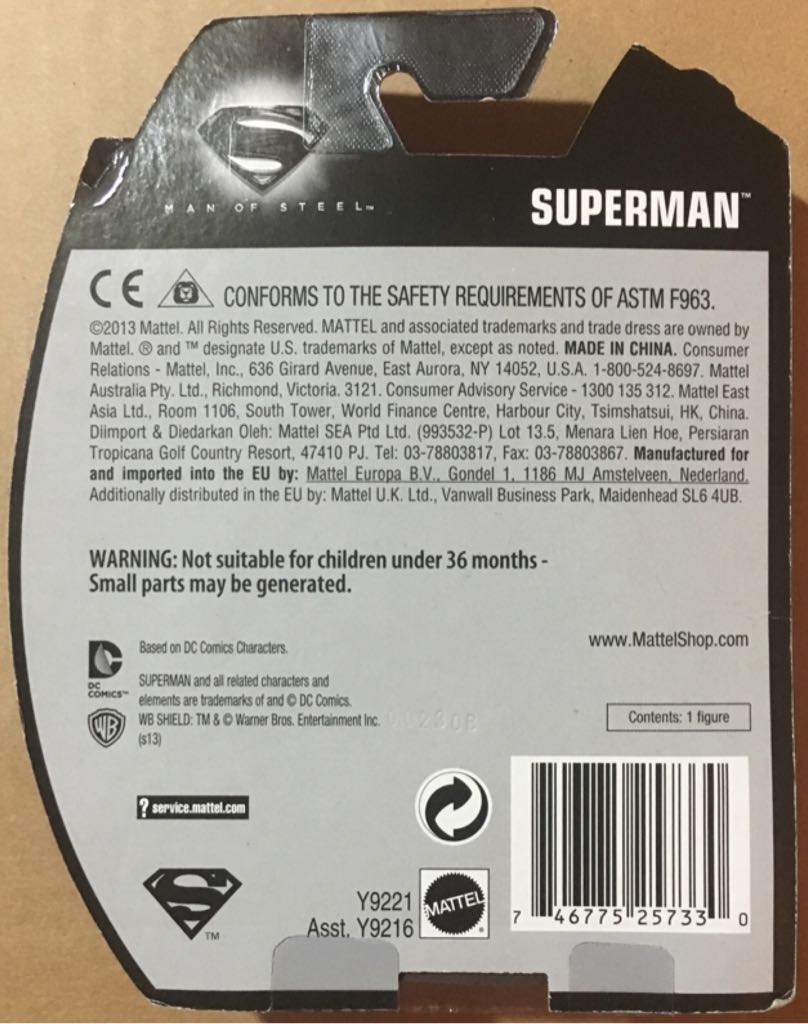 MAN OF STEEL™
SUPERMAN™
CE CONFORMS TO THE SAFETY REQUIREMENTS OF ASTM F963.
©2013 Mattel. All Rights Reserved. MATTEL and associated trademarks and trade dress are owned by
Mattel. ® and ™ designate U.S. trademarks of Mattel, except as noted. MADE IN CHINA. Consumer
Relations - Mattel, Inc., 636 Girard Avenue, East Aurora, NY 14052, U.S.A. 1-800-524-8697. Mattel
Australia Pty. Ltd., Richmond, Victoria. 3121. Consumer Advisory Service - 1300 135 312. Mattel East
Asia Ltd., Room 1106, South Tower, World Finance Centre, Harbour City, Tsimshatsui, HK, China.
Diimport & Diedarkan Oleh: Mattel SEA Ptd Ltd. (993532-P) Lot 13.5, Menara Lien Hoe, Persiaran
Tropicana Golf Country Resort, 47410 PJ. Tel: 03-78803817, Fax: 03-78803867. Manufactured for
and imported into the EU by: Mattel Europa B.V., Gondel 1, 1186 MJ Amstelveen, Nederland.
Additionally distributed in the EU by: Mattel U.K. Ltd., Vanwall Business Park, Maidenhead SL6 4UB.
WARNING: Not suitable for children under 36 months -
Small parts may be generated.
www.MattelShop.com
Based on DC Comics Characters.
DC
COMICS™
SUPERMAN and all related characters and
elements are trademarks of and © DC Comics.
WB
WB SHIELD: TM & © Warner Bros. Entertainment Inc.
(s13)
Contents: 1 figure
? service.mattel.com
S
TM
Y9221
Asst. Y9216
MATTEL®
7 46775 25733 0